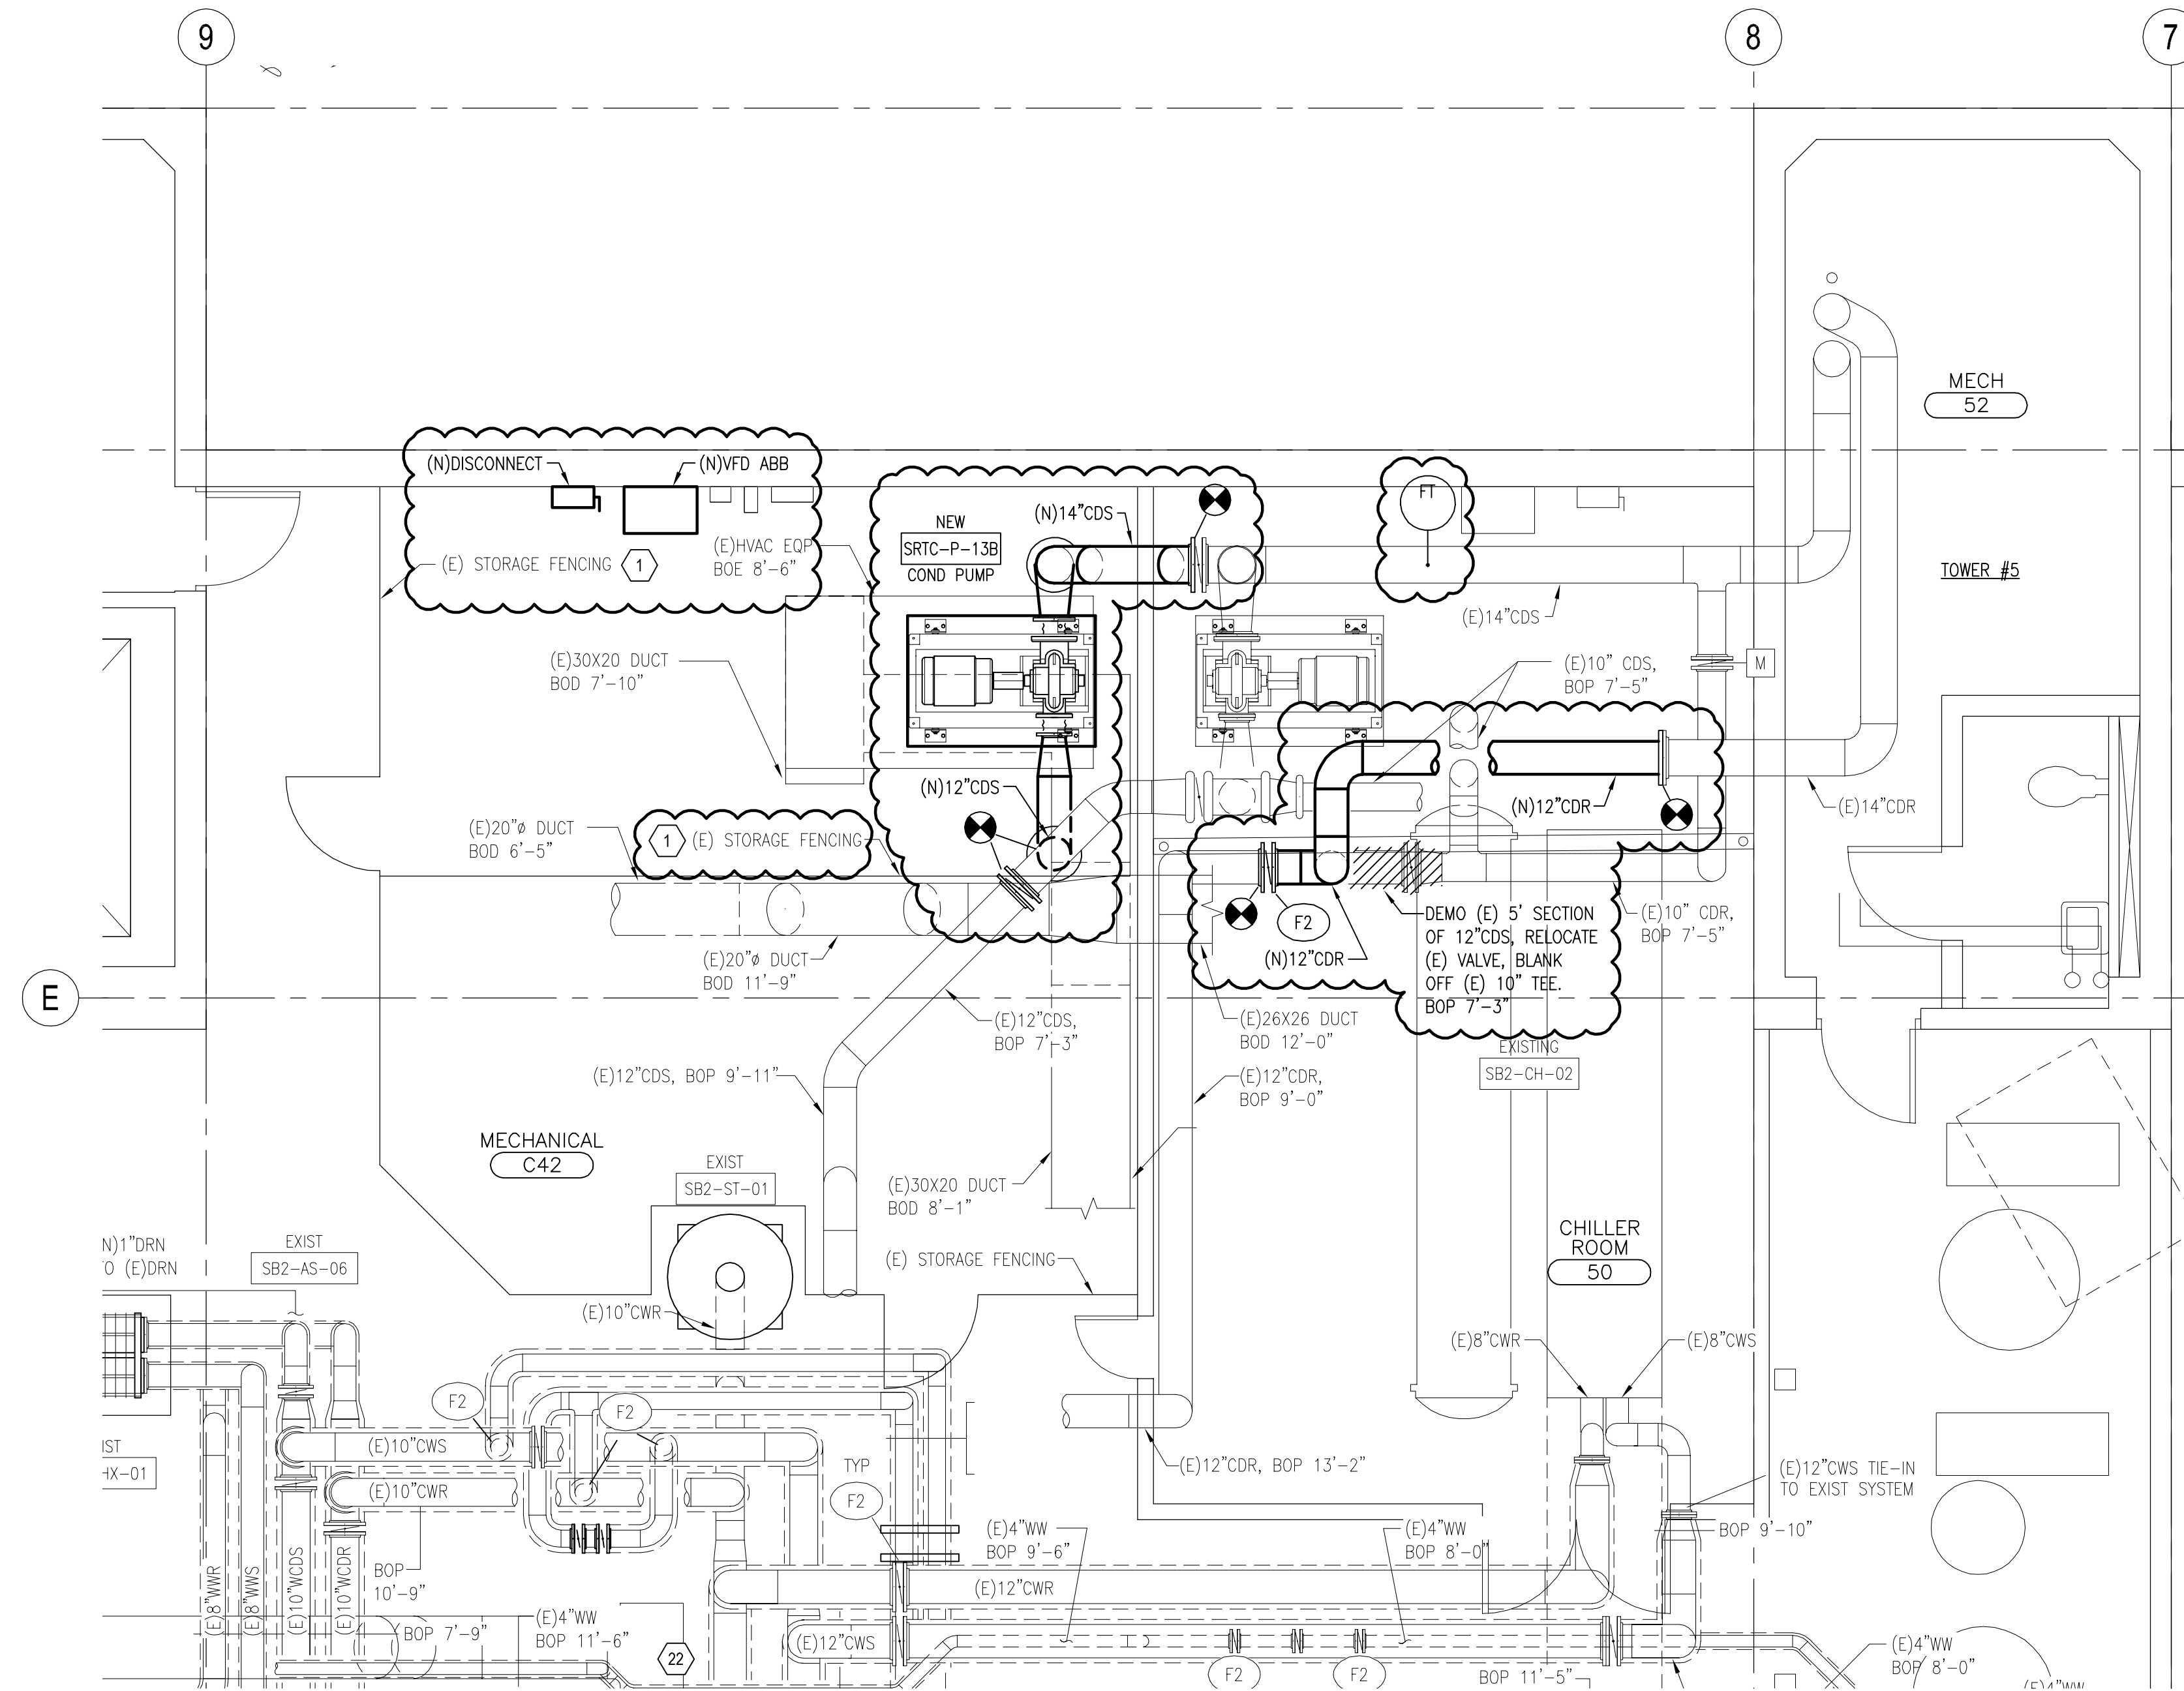 9
8
7
MECH
52
(N)DISCONNECT
(N)VFD ABB
FT
NEW
SRTC-P-13B
COND PUMP
(N)14"CDS
(E)HVAC EQP
BOE 8'-6"
(E) STORAGE FENCING
1
TOWER #5
(E)14"CDS
(E)30X20 DUCT
BOD 7'-10"
(E)10" CDS,
BOP 7'-5"
M
(N)12"CDS
(N)12"CDR
(E)14"CDR
(E)20"ø DUCT
BOD 6'-5"
1
(E) STORAGE FENCING
F2
(N)12"CDR
DEMO (E) 5' SECTION
OF 12"CDS, RELOCATE
(E) VALVE, BLANK
OFF (E) 10" TEE.
BOP 7'-3"
(E)10" CDR,
BOP 7'-5"
(E)20"ø DUCT
BOD 11'-9"
E
(E)12"CDS,
BOP 7'-3"
(E)26X26 DUCT
BOD 12'-0"
EXISTING
SB2-CH-02
(E)12"CDS, BOP 9'-11"
(E)12"CDR,
BOP 9'-0"
MECHANICAL
C42
EXIST
SB2-ST-01
(E)30X20 DUCT
BOD 8'-1"
CHILLER
ROOM
50
N)1"DRN
O (E)DRN
EXIST
SB2-AS-06
(E) STORAGE FENCING
(E)10"CWR
(E)8"CWR
(E)8"CWS
F2
F2
(E)10"CWS
IST
HX-01
(E)10"CWR
TYP
F2
(E)12"CDR, BOP 13'-2"
(E)12"CWS TIE-IN
TO EXIST SYSTEM
BOP 9'-10"
(E)4"WW
BOP 9'-6"
(E)4"WW
BOP 8'-0"
(E)8"WWR
(E)8"WWS
(E)10"WCDS
(E)10"WCDR
BOP
10'-9"
(E)12"CWR
BOP 7'-9"
(E)4"WW
BOP 11'-6"
22
(E)12"CWS
F2
F2
BOP 11'-5"
(E)4"WW
BOP 8'-0"
(E)4"WW